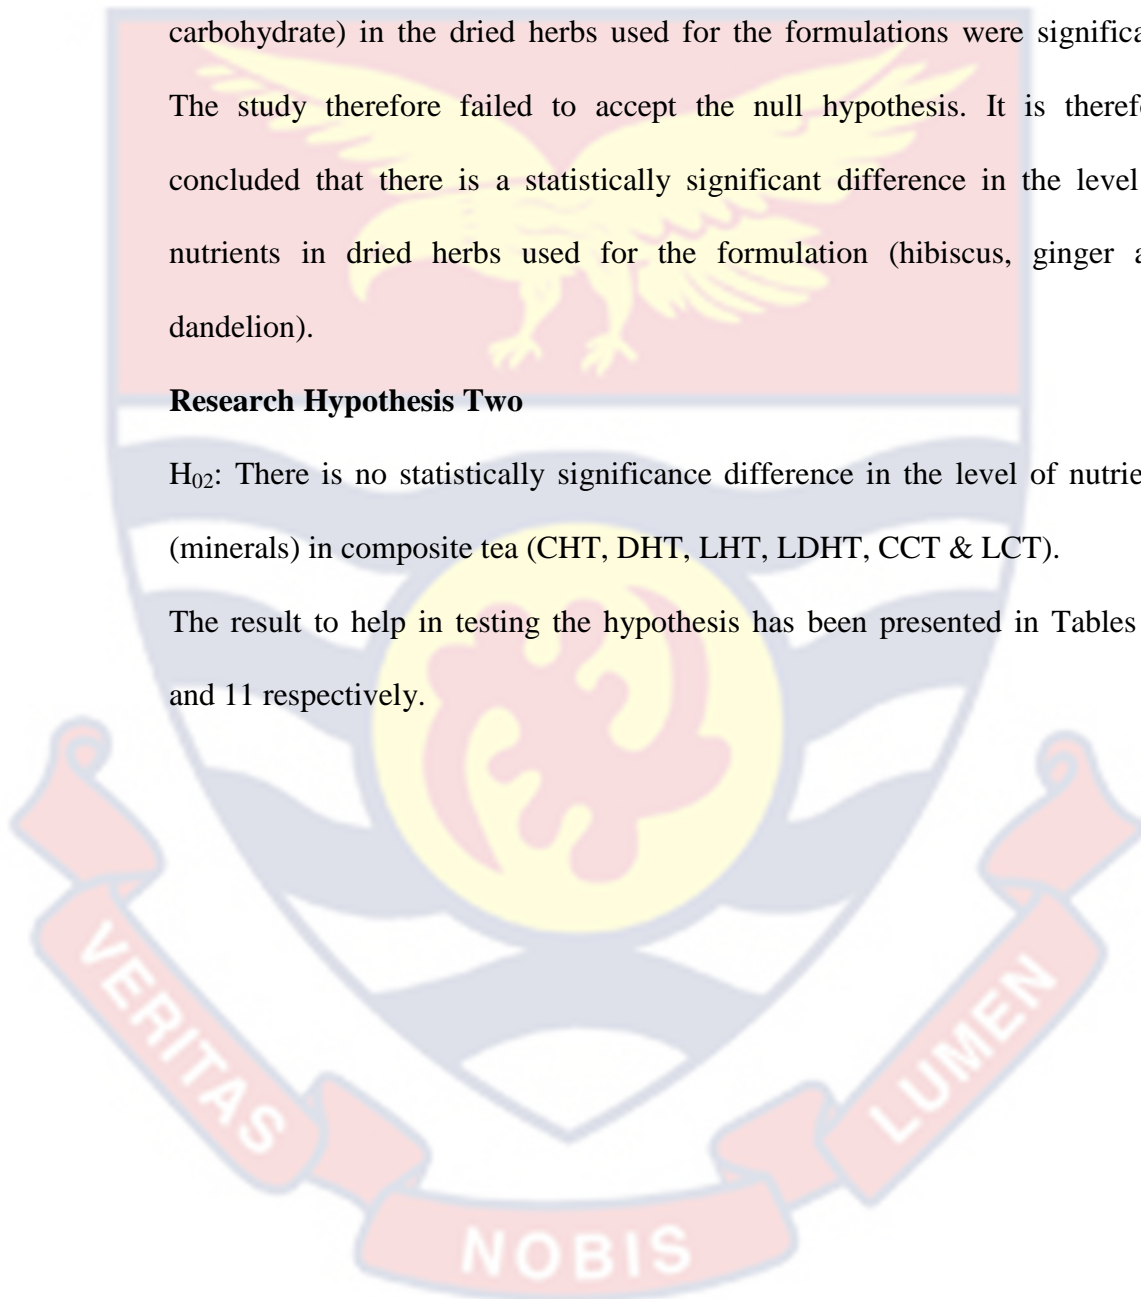 carbohydrate) in the dried herbs used for the formulations were significa
The study therefore failed to accept the null hypothesis. It is therefo
concluded that there is a statistically significant difference in the level
nutrients in dried herbs used for the formulation (hibiscus, ginger a
dandelion).
Research Hypothesis Two
H02: There is no statistically significance difference in the level of nutrie
(minerals) in composite tea (CHT, DHT, LHT, LDHT, CCT & LCT).
The result to help in testing the hypothesis has been presented in Tables
and 11 respectively.
VERITAS
NOBIS
LUMEN